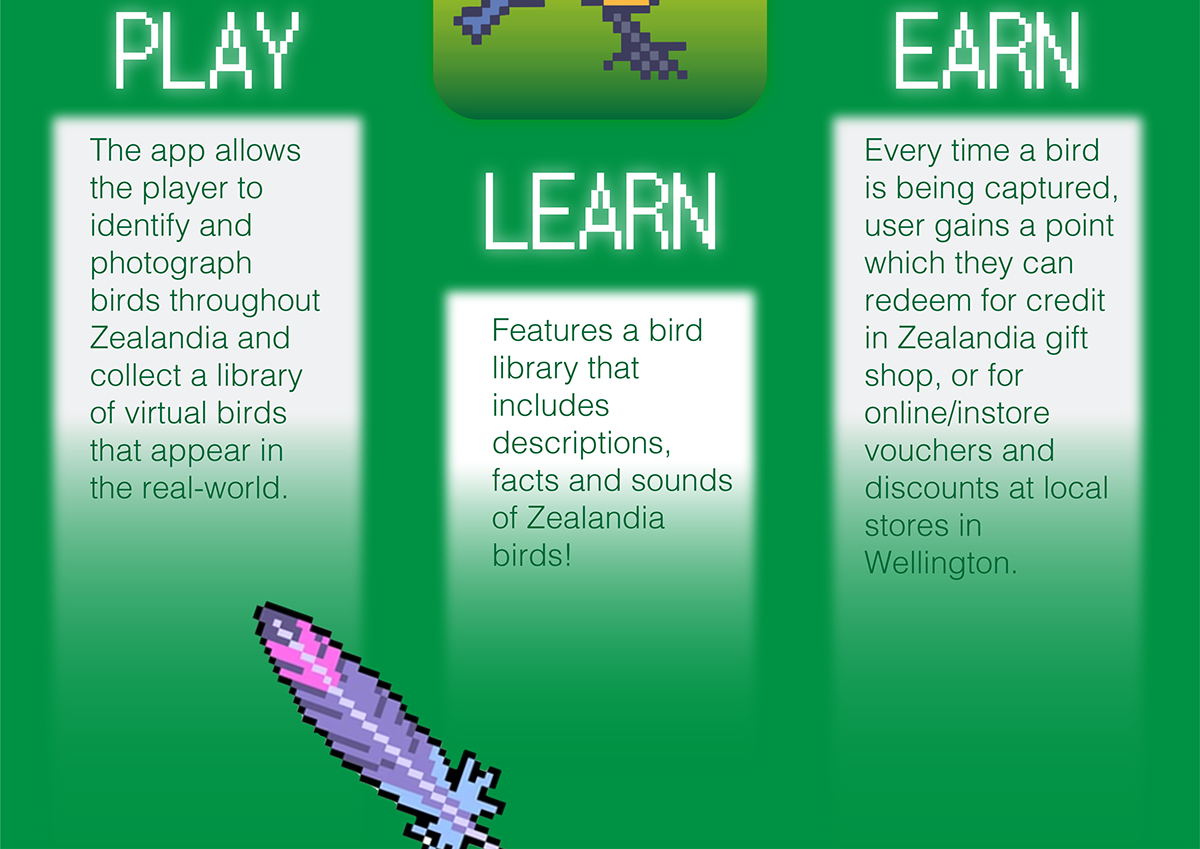 PLAY
The app allows
the player to
identify and
photograph
birds throughout
Zealandia and
collect a library
of virtual birds
that appear in
the real-world.
LEARN
Features a bird
library that
includes
descriptions,
facts and sounds
of Zealandia
birds!
EARN
Every time a bird
is being captured,
user gains a point
which they can
redeem for credit
in Zealandia gift
shop, or for
online/instore
vouchers and
discounts at local
stores in
Wellington.